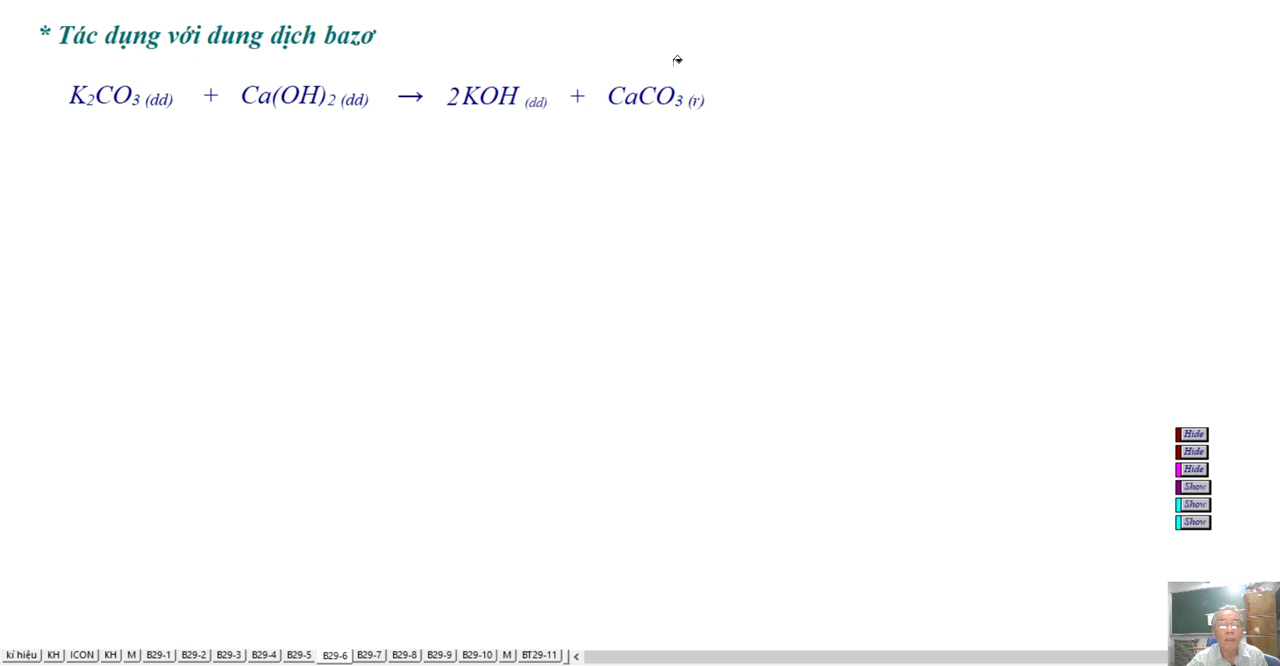 * Tác dụng với dung dịch bazơ
K₂CO₃ (dd) + Ca(OH)₂ (dd) → 2KOH (dd) + CaCO₃ (r)
Hide
Hide
Hide
Show
Show
Show
kí hiệu KH ICON KH M B29-1 B29-2 B29-3 B29-4 B29-5 B29-6 B29-7 B29-8 B29-9 B29-10 M BT29-11